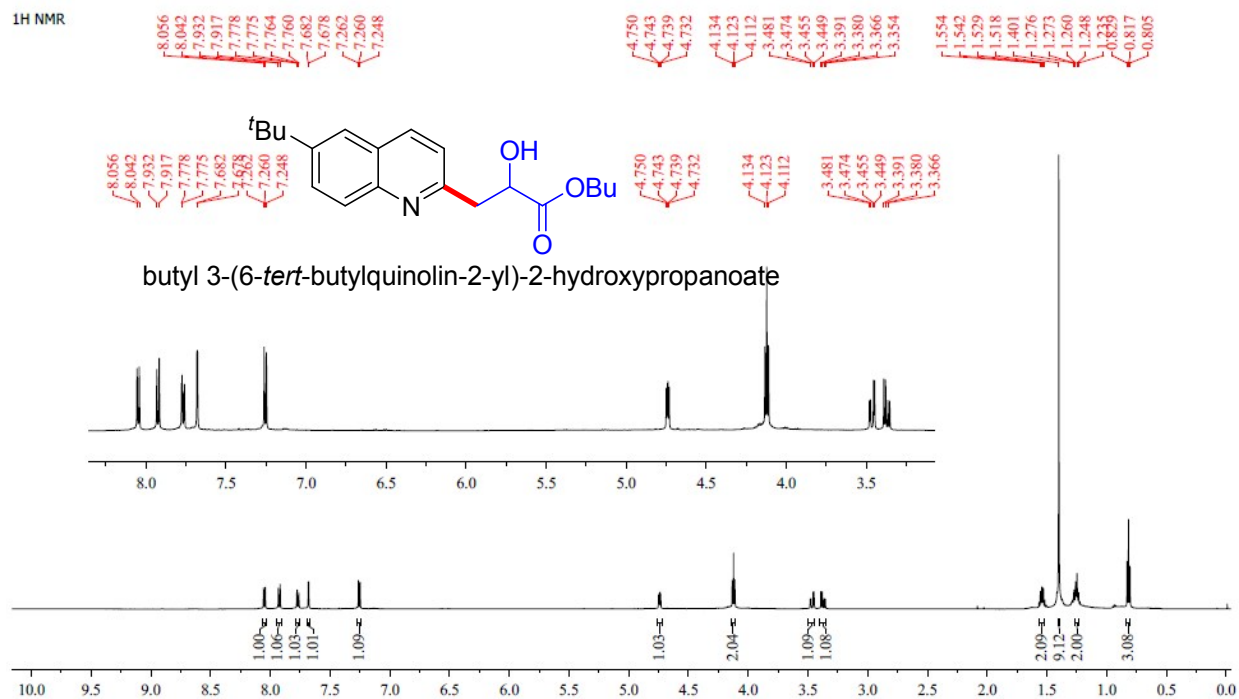 1H NMR
8.056 8.042 7.932 7.917 7.778 7.775 7.764 7.760 7.682 7.678 7.262 7.260 7.248
4.750 4.743 4.739 4.732
4.134 4.123 4.112 3.481 3.474 3.455 3.449 3.391 3.380 3.366 3.354
1.554 1.542 1.529 1.518 1.401 1.276 1.273 1.260 1.248 1.235 0.829 0.817 0.805
tBu
OH
OBu
N
O
8.056 8.042 7.932 7.917 7.778 7.775 7.682 7.678 7.262 7.260 7.248
4.750 4.743 4.739 4.732
4.134 4.123 4.112
3.481 3.474 3.455 3.449 3.391 3.380 3.366
butyl 3-(6-tert-butylquinolin-2-yl)-2-hydroxypropanoate
8.0 7.5 7.0 6.5 6.0 5.5 5.0 4.5 4.0 3.5
1.00 1.06 1.03 1.01 1.09 1.03 2.04 1.09 1.08 2.09 9.12 2.00 3.08
10.0 9.5 9.0 8.5 8.0 7.5 7.0 6.5 6.0 5.5 5.0 4.5 4.0 3.5 3.0 2.5 2.0 1.5 1.0 0.5 0.0